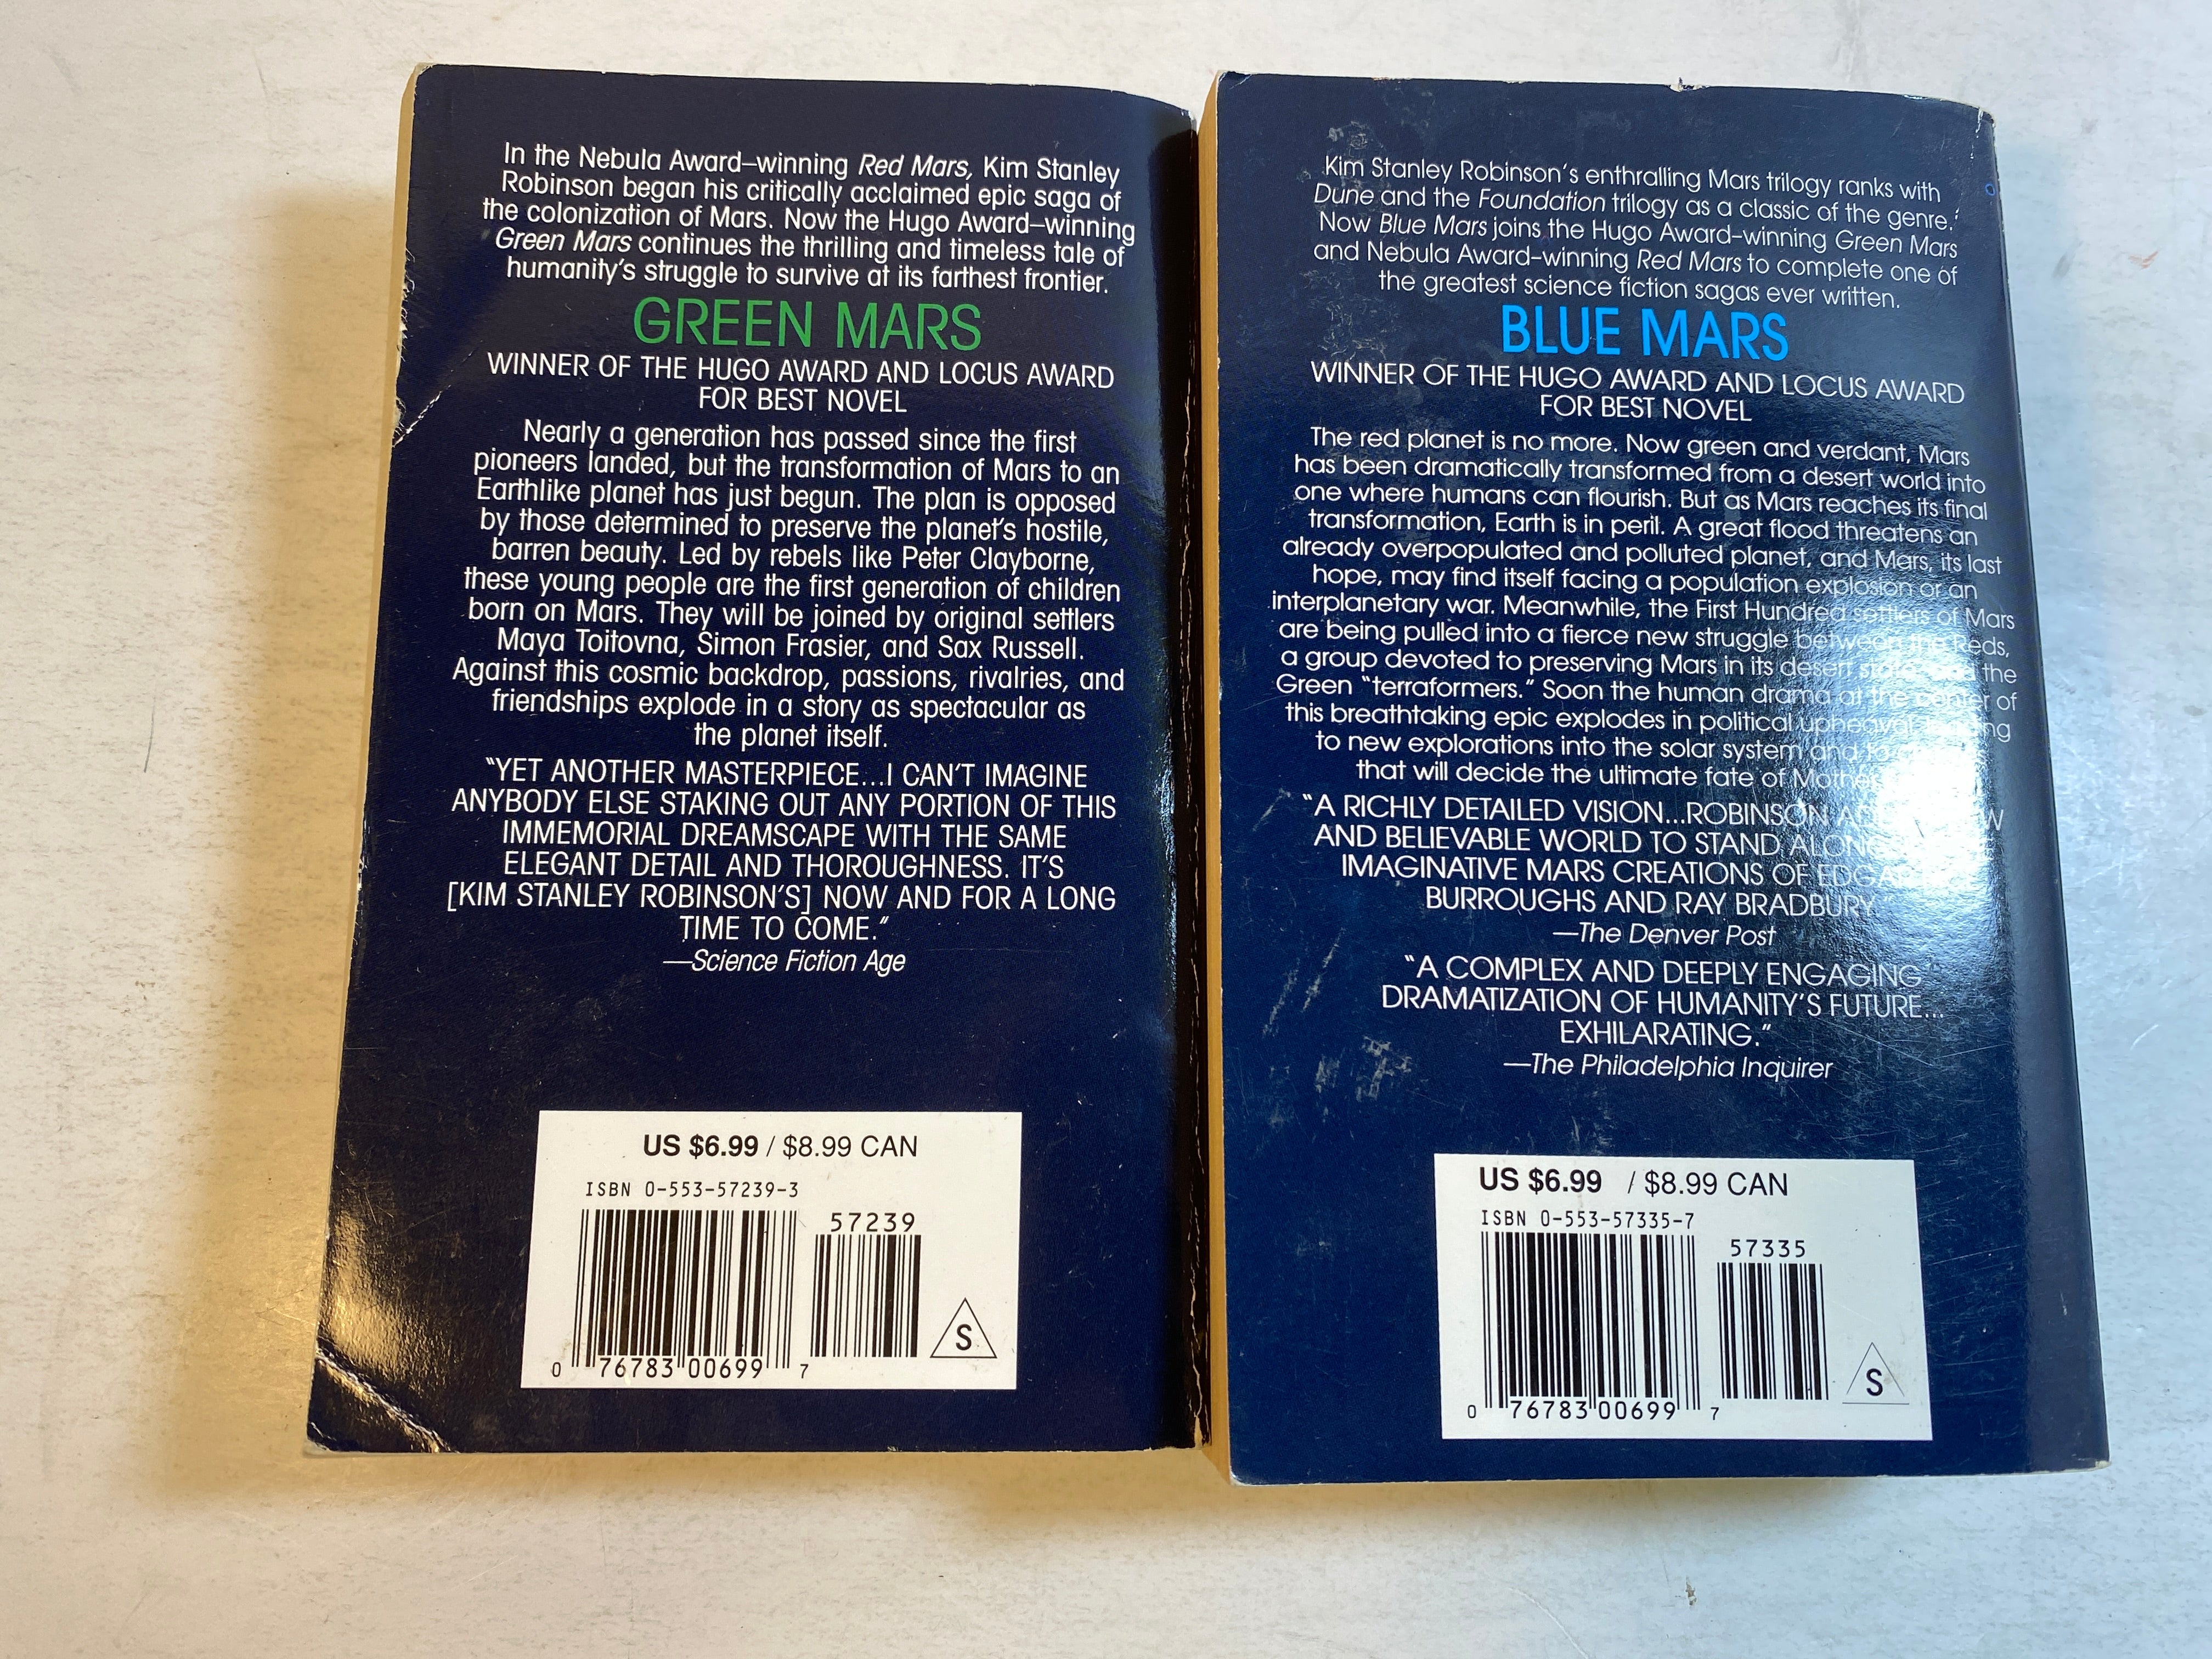 In the Nebula Award–winning Red Mars, Kim Stanley
Robinson began his critically acclaimed epic saga of
the colonization of Mars. Now the Hugo Award–winning
Green Mars continues the thrilling and timeless tale of
humanity's struggle to survive at its farthest frontier.
GREEN MARS
WINNER OF THE HUGO AWARD AND LOCUS AWARD
FOR BEST NOVEL
Nearly a generation has passed since the first
pioneers landed, but the transformation of Mars to an
Earthlike planet has just begun. The plan is opposed
by those determined to preserve the planet's hostile,
barren beauty. Led by rebels like Peter Clayborne,
these young people are the first generation of children
born on Mars. They will be joined by original settlers
Maya Toitovna, Simon Frasier, and Sax Russell.
Against this cosmic backdrop, passions, rivalries, and
friendships explode in a story as spectacular as
the planet itself.
"YET ANOTHER MASTERPIECE...I CAN'T IMAGINE
ANYBODY ELSE STAKING OUT ANY PORTION OF THIS
IMMEMORIAL DREAMSCAPE WITH THE SAME
ELEGANT DETAIL AND THOROUGHNESS. IT'S
[KIM STANLEY ROBINSON'S] NOW AND FOR A LONG
TIME TO COME."
—Science Fiction Age
US $6.99 / $8.99 CAN
ISBN 0-553-57239-3
57239
0 76783 00699 7
S
Kim Stanley Robinson's enthralling Mars trilogy ranks with
Dune and the Foundation trilogy as a classic of the genre.
Now Blue Mars joins the Hugo Award–winning Green Mars
and Nebula Award–winning Red Mars to complete one of
the greatest science fiction sagas ever written.
BLUE MARS
WINNER OF THE HUGO AWARD AND LOCUS AWARD
FOR BEST NOVEL
The red planet is no more. Now green and verdant, Mars
has been dramatically transformed from a desert world into
one where humans can flourish. But as Mars reaches its final
transformation, Earth is in peril. A great flood threatens an
already overpopulated and polluted planet, and Mars, its last
hope, may find itself facing a population explosion or an
interplanetary war. Meanwhile, the First Hundred settlers of Mars
are being pulled into a fierce new struggle between the Reds,
a group devoted to preserving Mars in its desert state, and the
Green "terraformers." Soon the human drama at the center of
this breathtaking epic explodes in political upheaval
to new explorations into the solar system and
that will decide the ultimate fate of
"A RICHLY DETAILED VISION...ROBINSON
AND BELIEVABLE WORLD TO STAND
IMAGINATIVE MARS CREATIONS OF EDGAR
BURROUGHS AND RAY BRADBURY."
—The Denver Post
"A COMPLEX AND DEEPLY ENGAGING
DRAMATIZATION OF HUMANITY'S FUTURE...
EXHILARATING."
—The Philadelphia Inquirer
US $6.99 / $8.99 CAN
ISBN 0-553-57335-7
57335
0 76783 00699 7
S